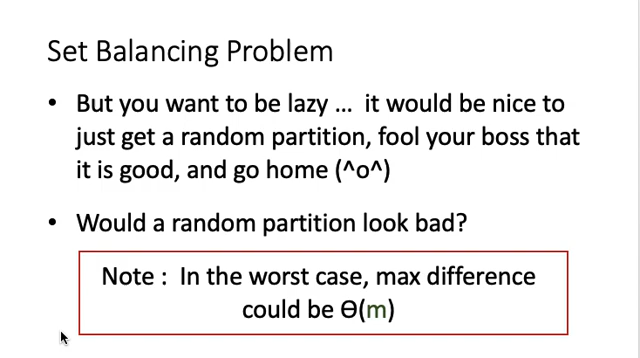 Set Balancing Problem
• But you want to be lazy ... it would be nice to
just get a random partition, fool your boss that
it is good, and go home (^o^)
• Would a random partition look bad?
Note : In the worst case, max difference
could be Θ(m)